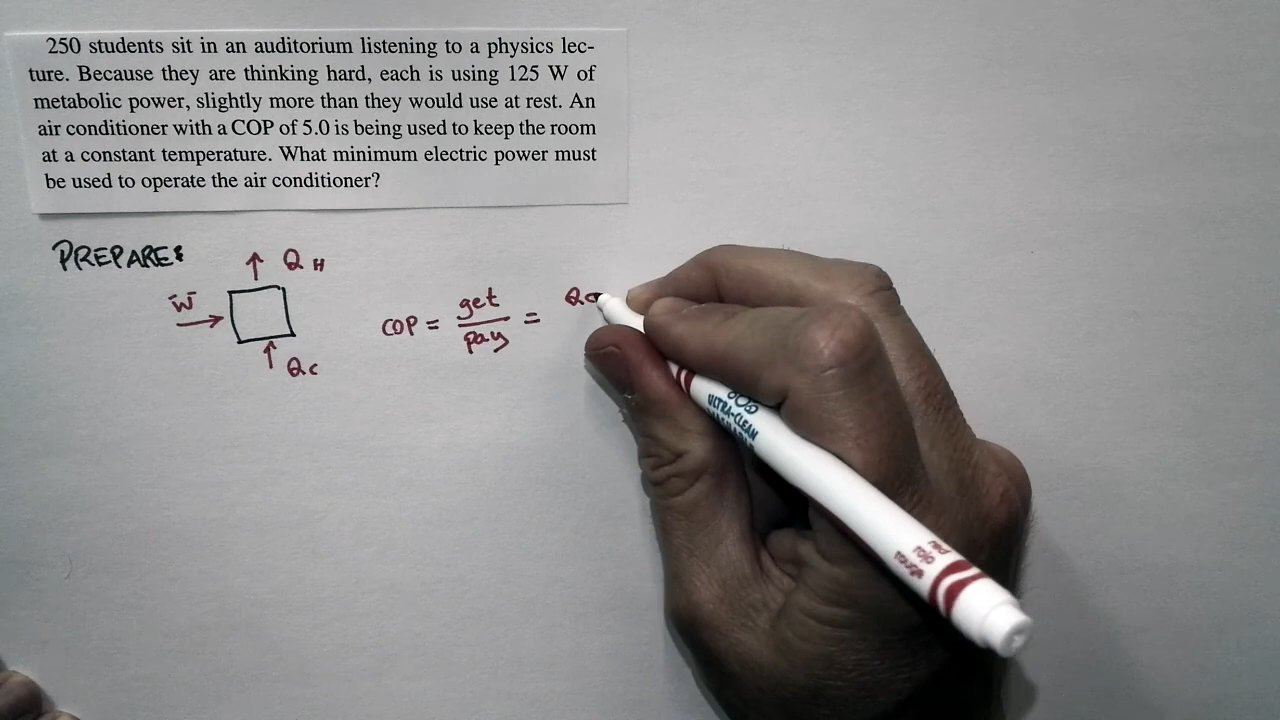 250 students sit in an auditorium listening to a physics lec-
ture. Because they are thinking hard, each is using 125 W of
metabolic power, slightly more than they would use at rest. An
air conditioner with a COP of 5.0 is being used to keep the room
at a constant temperature. What minimum electric power must
be used to operate the air conditioner?
PREPARE:
Q H
W
Q C
COP = get / pay = Q C
ULTRA-CLEAN